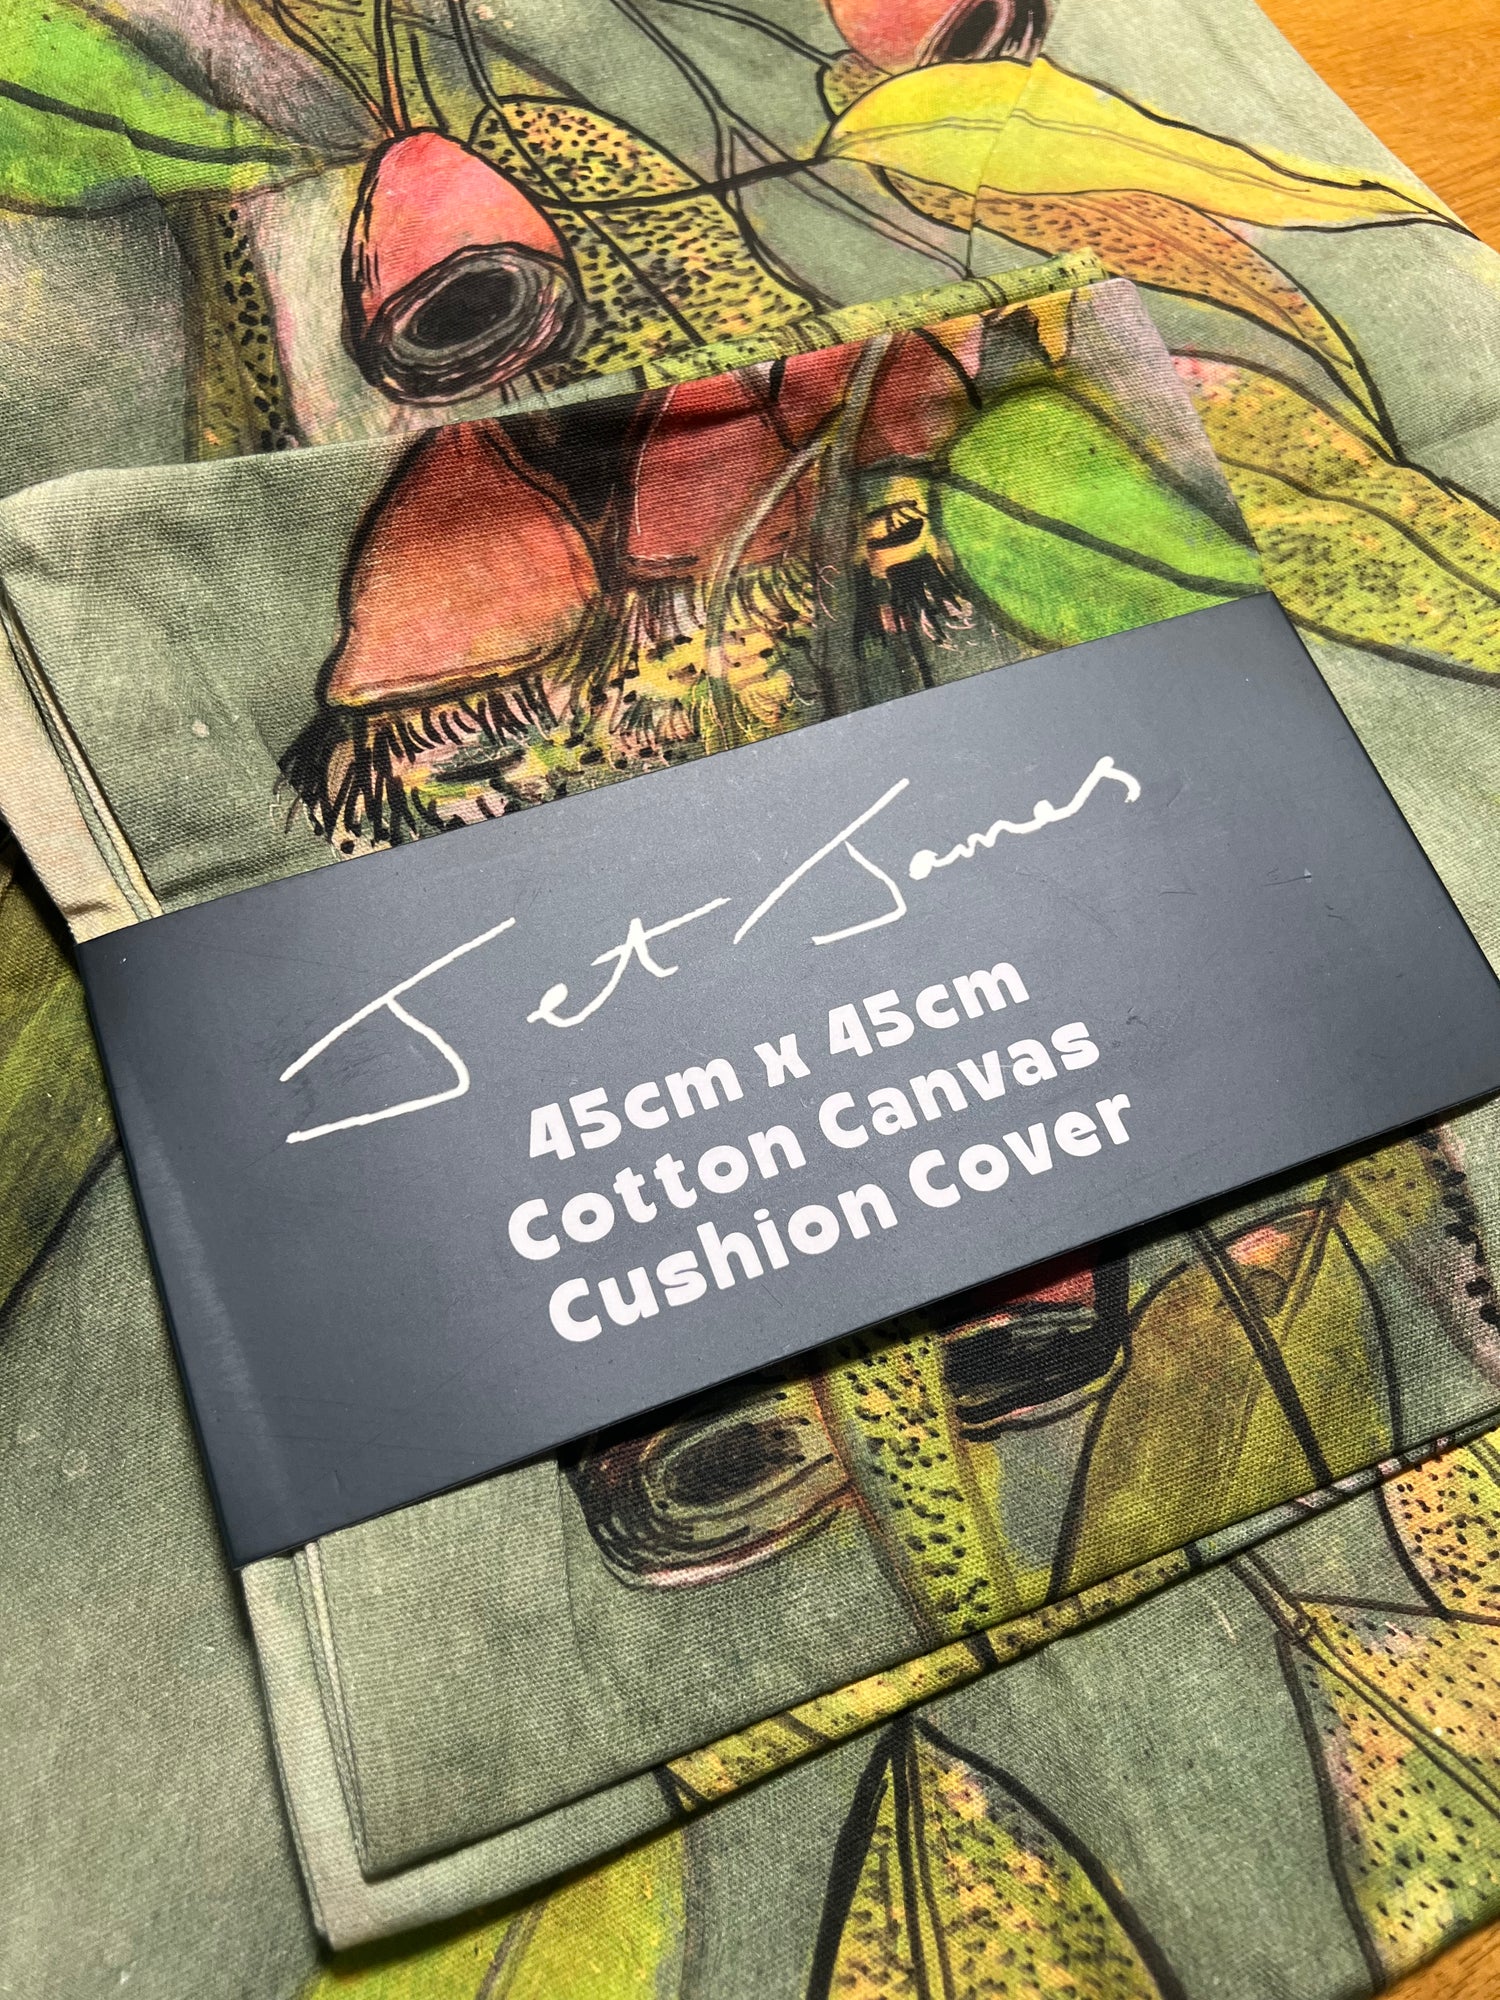 Jet James
45cm x 45cm
Cotton Canvas
Cushion Cover